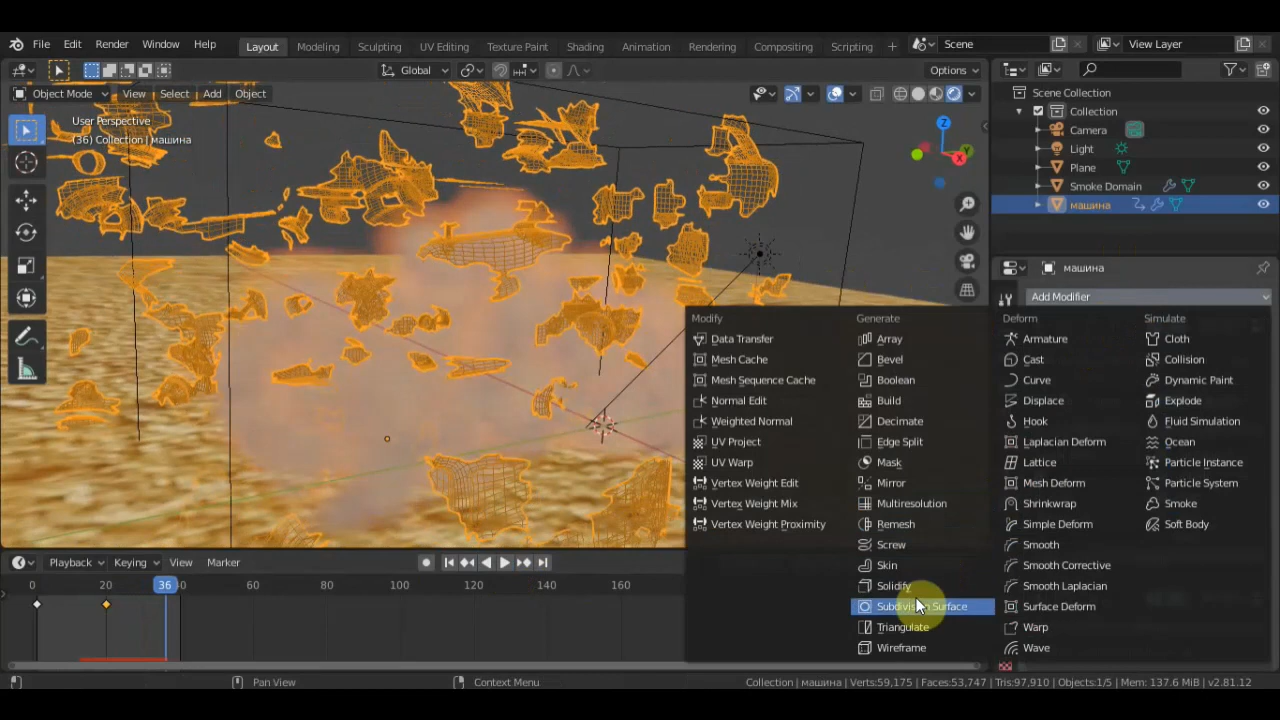 File Edit Render Window Help Layout Modeling Sculpting UV Editing Texture Paint Shading Animation Rendering Compositing Scripting + Scene View Layer
Global Options
Object Mode View Select Add Object
User Perspective
(36) Collection | машина
Z
Y
X
Scene Collection
Collection
Camera
Light
Plane
Smoke Domain
машина
машина
Add Modifier
Modify
Data Transfer
Mesh Cache
Mesh Sequence Cache
Normal Edit
Weighted Normal
UV Project
UV Warp
Vertex Weight Edit
Vertex Weight Mix
Vertex Weight Proximity
Generate
Array
Bevel
Boolean
Build
Decimate
Edge Split
Mask
Mirror
Multiresolution
Remesh
Screw
Skin
Solidify
Subdivision Surface
Triangulate
Wireframe
Deform
Armature
Cast
Curve
Displace
Hook
Laplacian Deform
Lattice
Mesh Deform
Shrinkwrap
Simple Deform
Smooth
Smooth Corrective
Smooth Laplacian
Surface Deform
Warp
Wave
Simulate
Cloth
Collision
Dynamic Paint
Explode
Fluid Simulation
Ocean
Particle Instance
Particle System
Smoke
Soft Body
Playback Keying View Marker
0 20 36 40 60 80 100 120 140 160
Pan View Context Menu Collection | машина | Verts:59,175 | Faces:53,747 | Tris:97,910 | Objects:1/5 | Mem: 137.6 MiB | v2.81.12